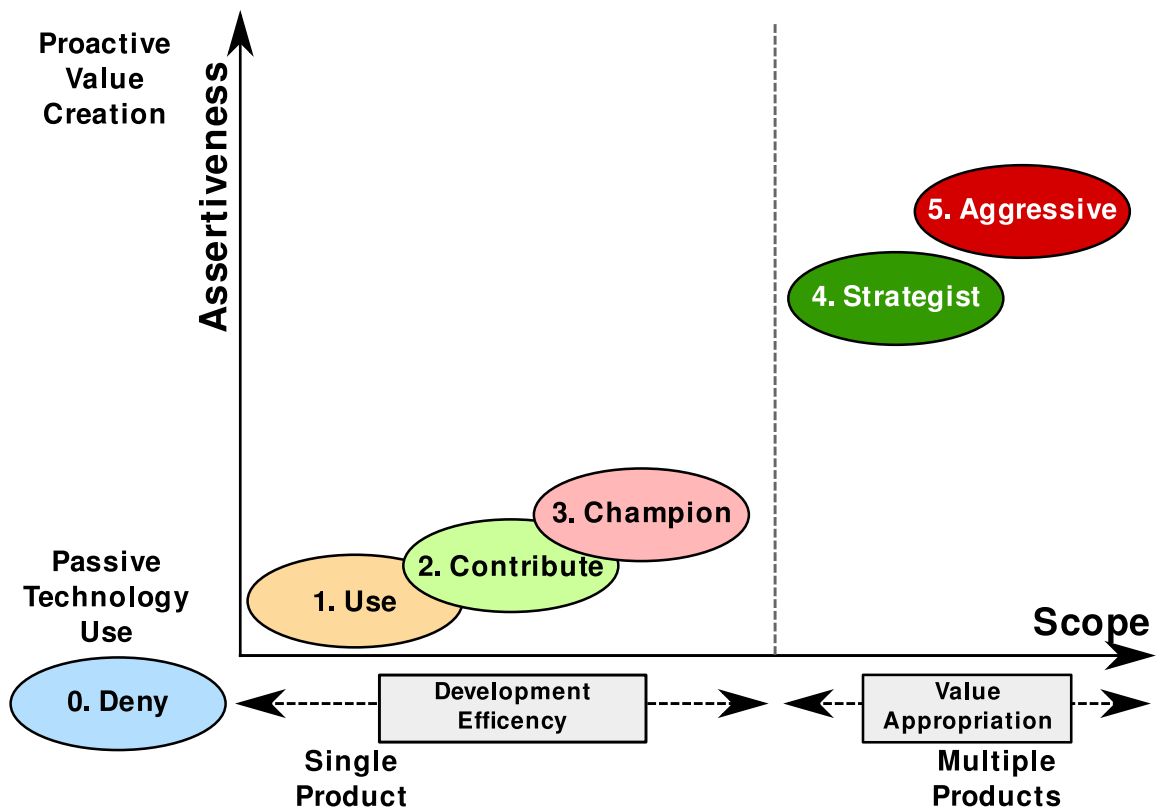 Proactive
Value
Creation
Assertiveness
5. Aggressive
4. Strategist
3. Champion
2. Contribute
1. Use
Passive
Technology
Use
0. Deny
Scope
Development
Efficency
Value
Appropriation
Single
Product
Multiple
Products